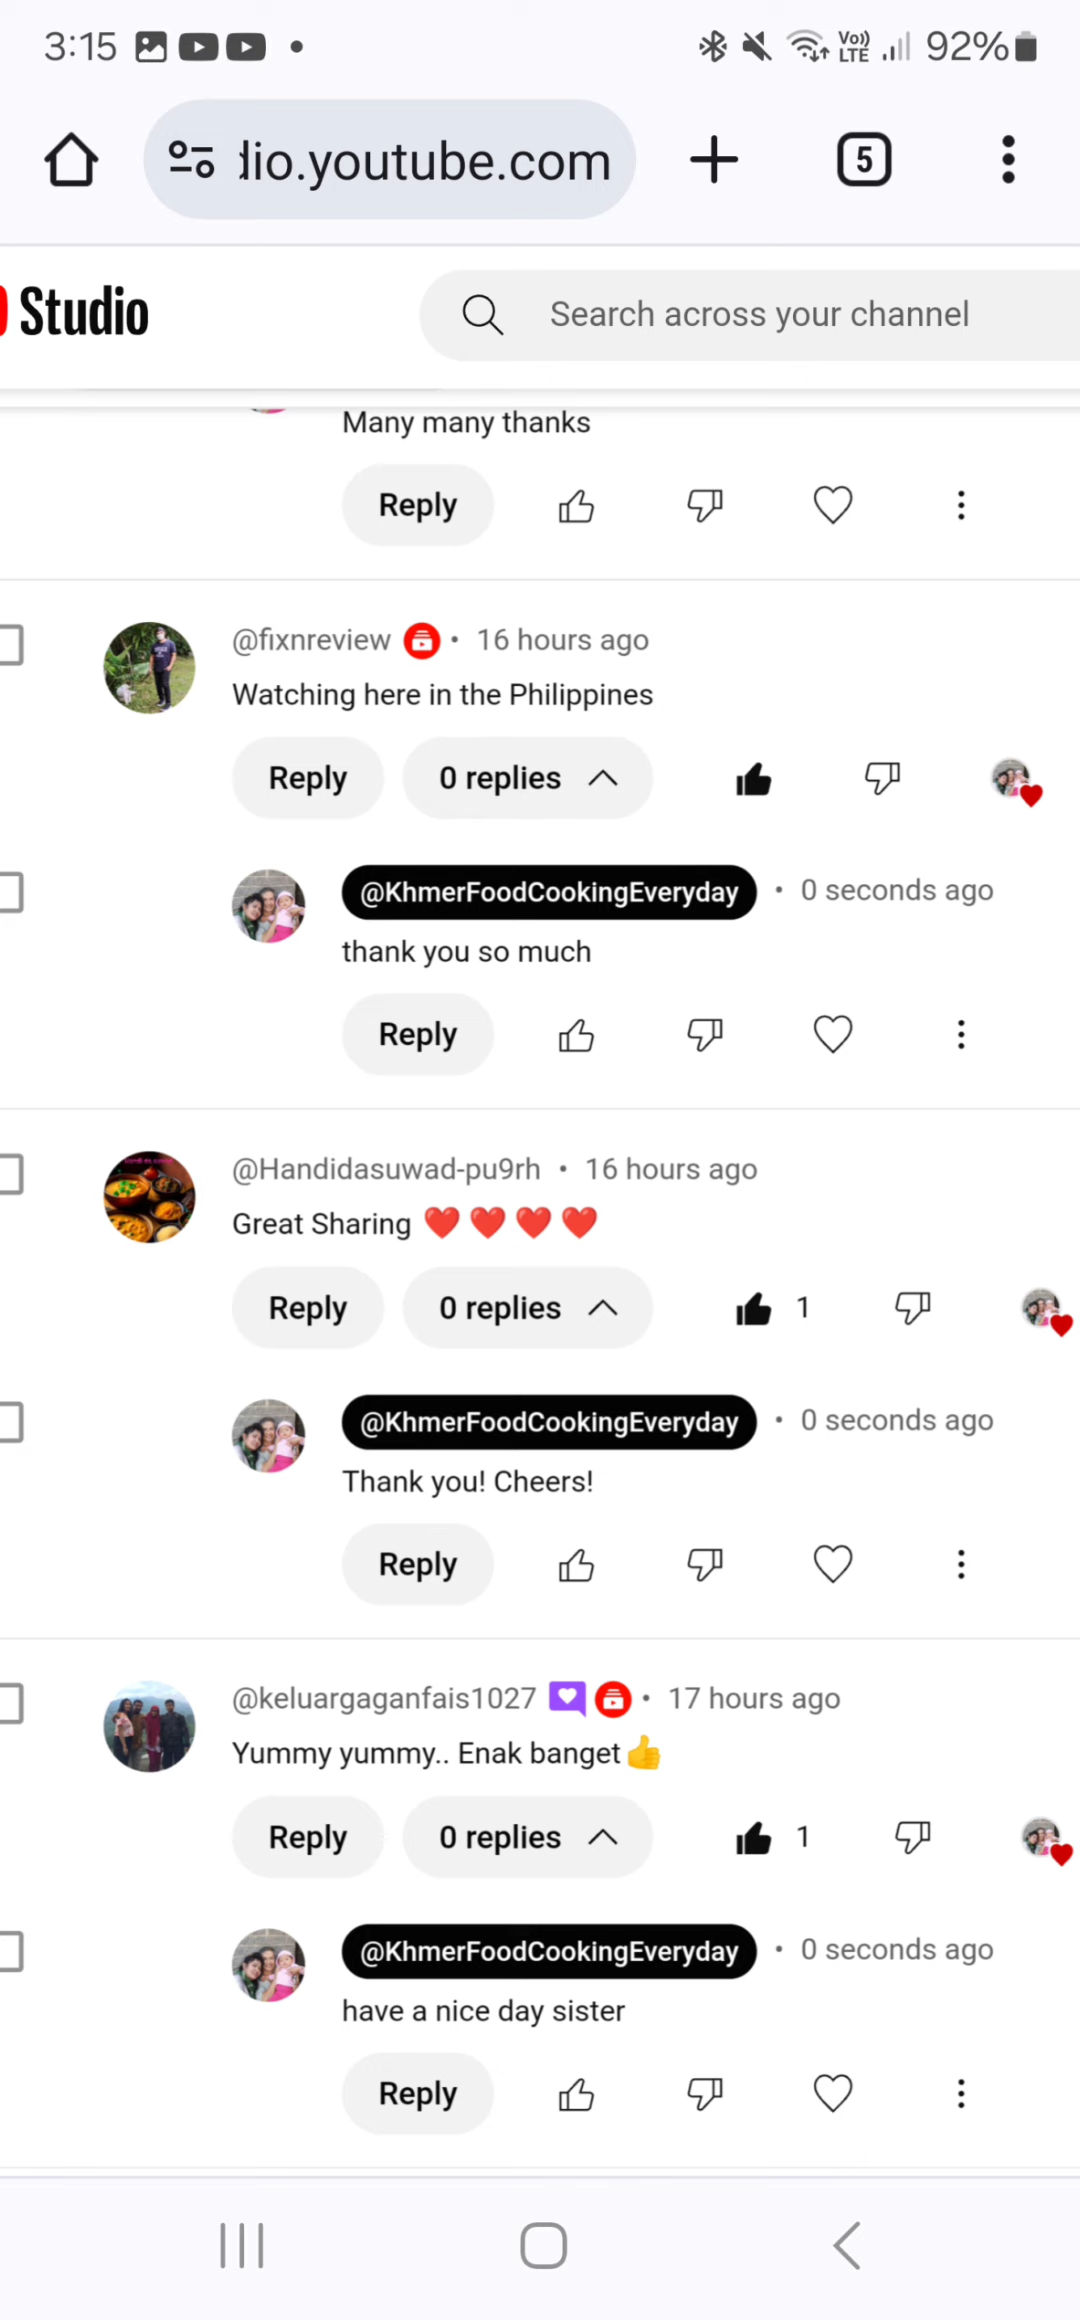 3:15
Vo))
LTE
92%
dio.youtube.com
5
Studio
Search across your channel
Many many thanks
Reply
@fixnreview • 16 hours ago
Watching here in the Philippines
Reply 0 replies
@KhmerFoodCookingEveryday • 0 seconds ago
thank you so much
Reply
@Handidasuwad-pu9rh • 16 hours ago
Great Sharing ❤️ ❤️ ❤️ ❤️
Reply 0 replies 1
@KhmerFoodCookingEveryday • 0 seconds ago
Thank you! Cheers!
Reply
@keluargaganfais1027 • 17 hours ago
Yummy yummy.. Enak banget👍
Reply 0 replies 1
@KhmerFoodCookingEveryday • 0 seconds ago
have a nice day sister
Reply